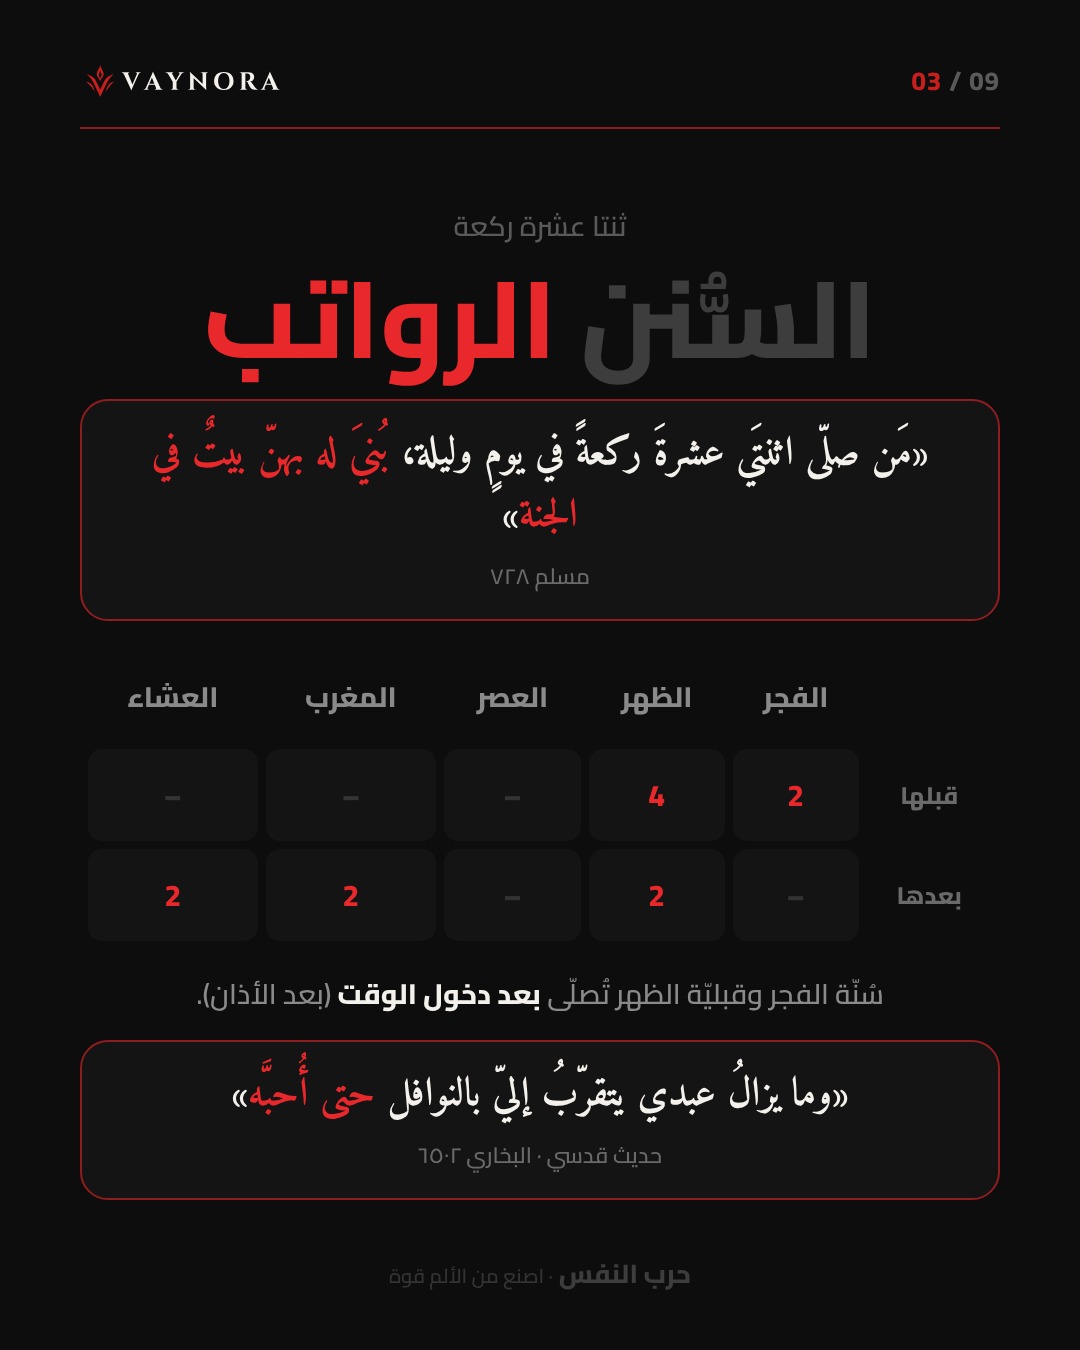 VAYNORA
03 / 09
ثنتا عشرة ركعة
السُّنن الرواتب
«مَن صلّى اثنتَي عشرةَ ركعةً في يومٍ وليلة، بُنيَ له بهنّ بيتٌ في
الجنة»
مسلم ٧٢٨
الفجر الظهر العصر المغرب العشاء
قبلها 2 4 – – –
بعدها – 2 – 2 2
سُنّة الفجر وقبليّة الظهر تُصلّى بعد دخول الوقت (بعد الأذان).
«وما يزالُ عبدي يتقرّبُ إليّ بالنوافل حتى أُحبَّه»
حديث قدسي · البخاري ٦٥٠٢
حرب النفس · اصنع من الألم قوة